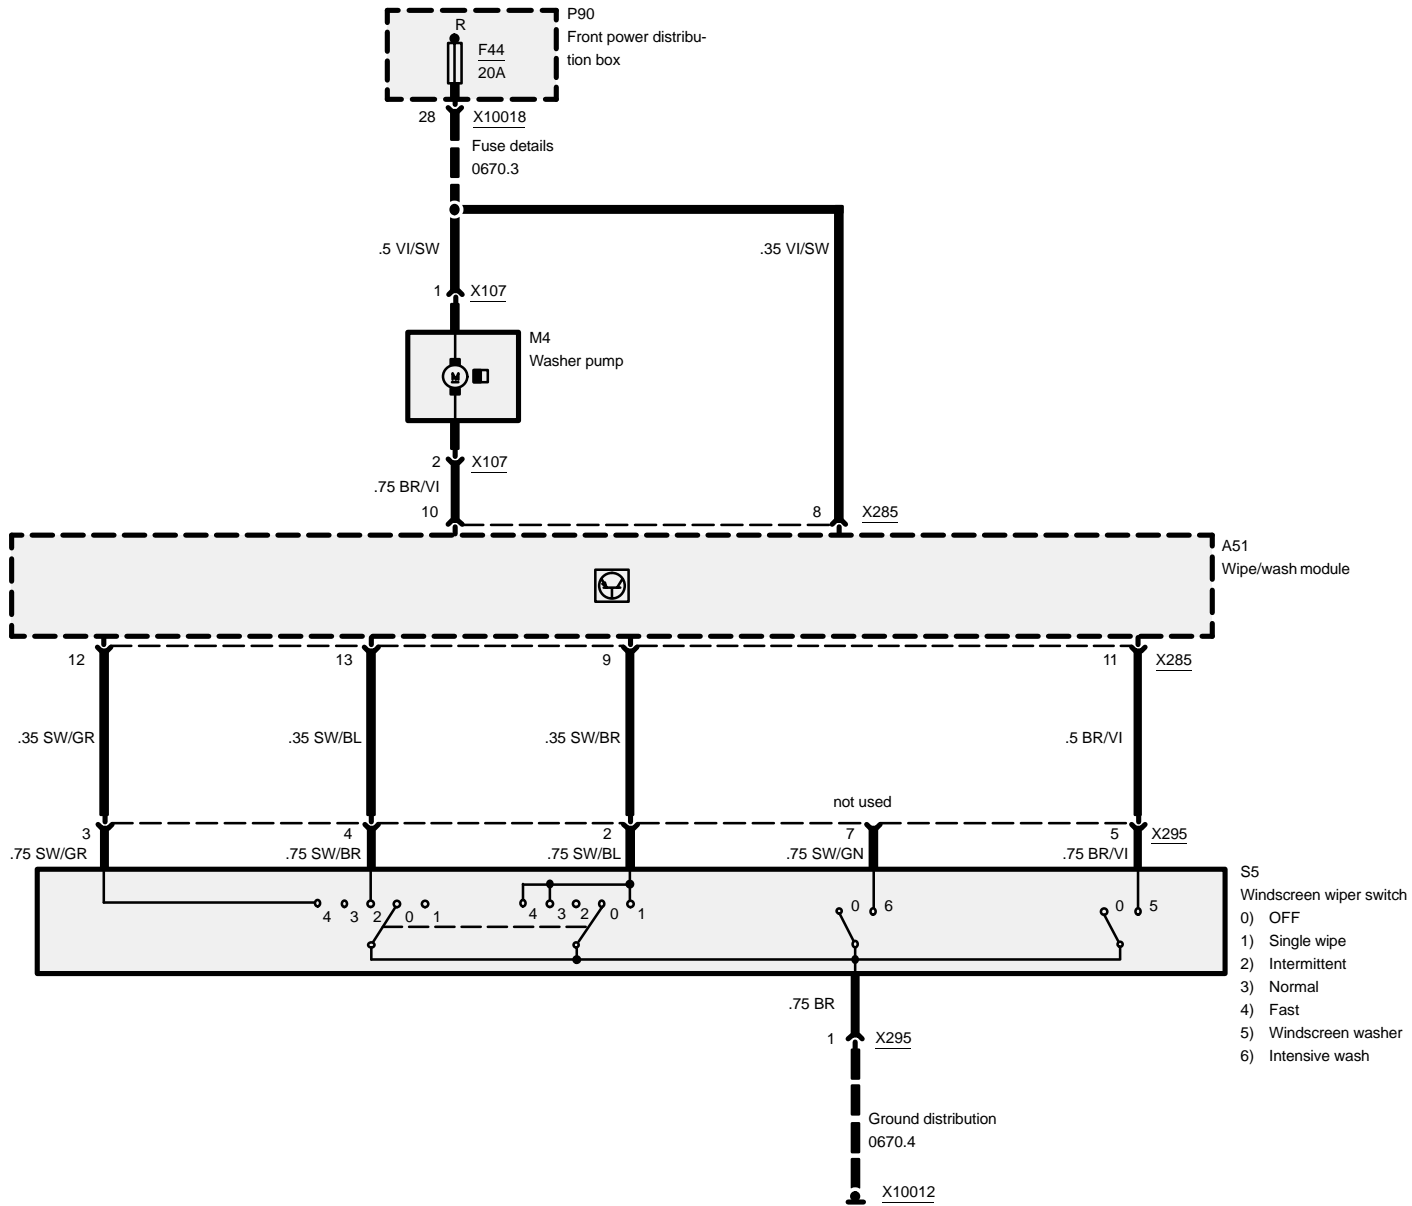 P90
R
Front power distribu-
F44
tion box
20A
28 X10018
Fuse details
0670.3
.5 VI/SW .35 VI/SW
1 X107
M4
Washer pump
M
2 X107
.75 BR/VI
10 8 X285
A51
Wipe/wash module
12 13 9 11 X285
.35 SW/GR .35 SW/BL .35 SW/BR .5 BR/VI
not used
3 4 2 7 5 X295
.75 SW/GR .75 SW/BR .75 SW/BL .75 SW/GN .75 BR/VI
S5
Windscreen wiper switch
4 3 2 0 1 4 3 2 0 1 0 6 0 5
0) OFF
1) Single wipe
2) Intermittent
3) Normal
4) Fast
5) Windscreen washer
6) Intensive wash
.75 BR
1 X295
Ground distribution
0670.4
X10012